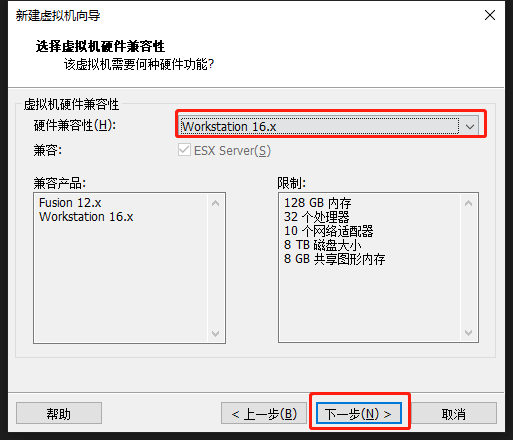 新建虚拟机向导
选择虚拟机硬件兼容性
该虚拟机需要何种硬件功能?
虚拟机硬件兼容性
硬件兼容性(H): Workstation 16.x
兼容: ESX Server(S)
兼容产品:
Fusion 12.x
Workstation 16.x
限制:
128 GB 内存
32 个处理器
10 个网络适配器
8 TB 磁盘大小
8 GB 共享图形内存
帮助 < 上一步(B) 下一步(N) > 取消